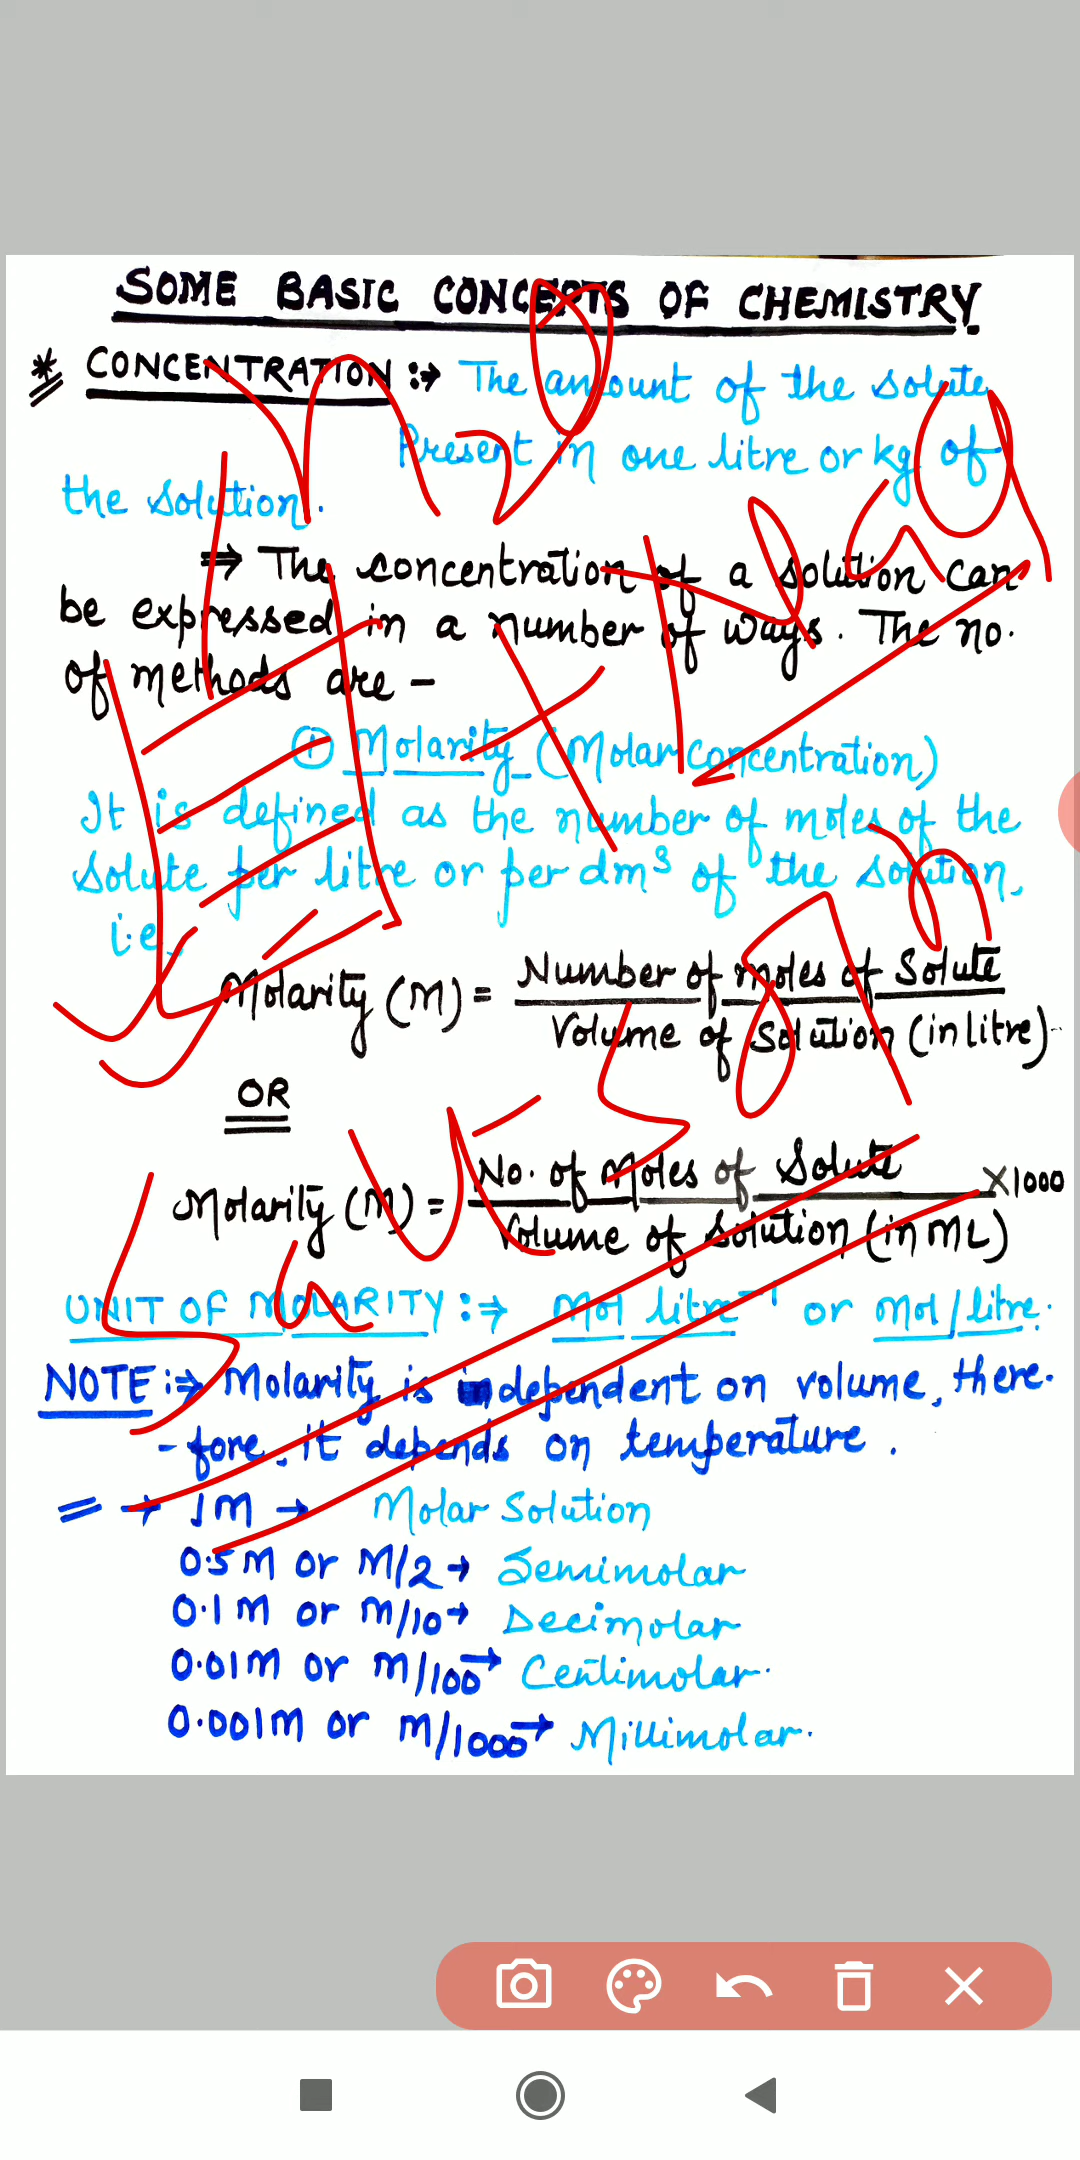 SOME BASIC CONCEPTS OF CHEMISTRY
* CONCENTRATION :→ The amount of the solute
Present in one litre or kg of
the solution.
⇒ The concentration of a solution can
be expressed in a number of ways. The no.
of methods are -
① Molarity (Molar Concentration)
It is defined as the number of moles of the
solute per litre or per dm³ of the solution,
i.e,
Molarity (M) = Number of moles of Solute
Volume of solution (in litre)
OR
Molarity (M) = No. of Moles of Solute ×1000
Volume of solution (in ML)
UNIT OF MOLARITY :→ Mol litre⁻¹ or Mol/litre.
NOTE :⇒ Molarity is independent on volume, there-
-fore, it depends on temperature.
= → 1M → Molar Solution
0.5M or M/2 → Semimolar
0.1M or M/10 → Decimolar
0.01M or M/100 → Centimolar.
0.001M or M/1000 → Millimolar.